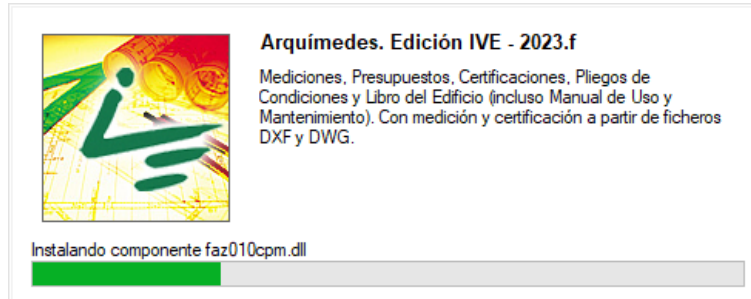 Arquímedes. Edición IVE - 2023.f
Mediciones, Presupuestos, Certificaciones, Pliegos de
Condiciones y Libro del Edificio (incluso Manual de Uso y
Mantenimiento). Con medición y certificación a partir de ficheros
DXF y DWG.
Instalando componente faz010cpm.dll